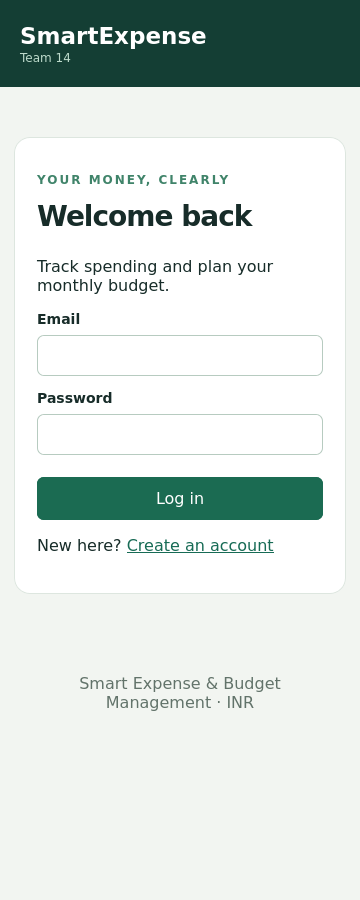 SmartExpense
Team 14
YOUR MONEY, CLEARLY
Welcome back
Track spending and plan your
monthly budget.
Email
Password
Log in
New here? Create an account
Smart Expense & Budget
Management · INR